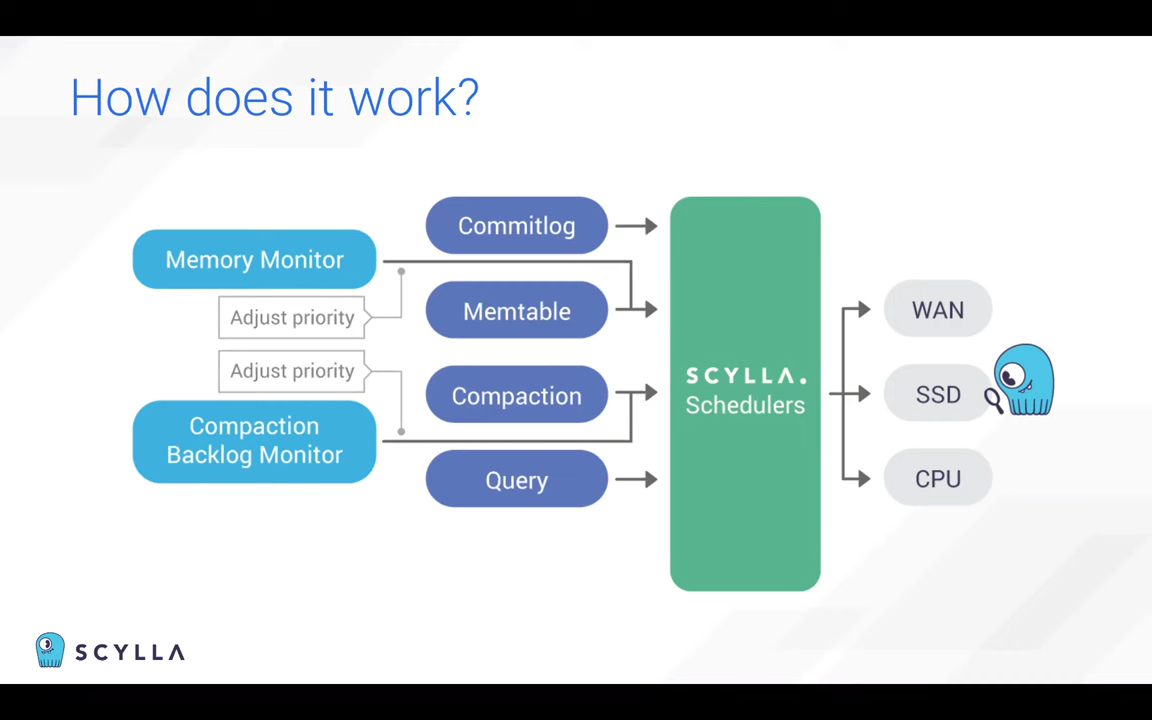 How does it work?
Commitlog
Memory Monitor
Adjust priority
Memtable
Adjust priority
Compaction
Compaction
Backlog Monitor
Query
SCYLLA.
Schedulers
WAN
SSD
CPU
SCYLLA